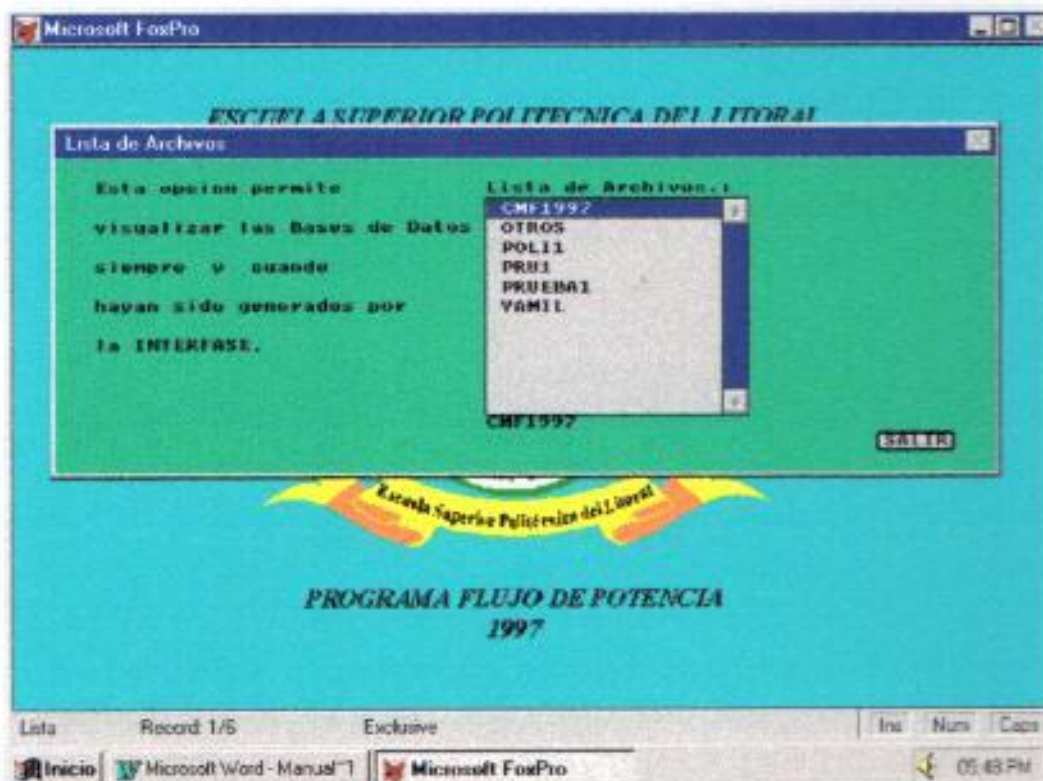 Microsoft FoxPro
ESCUELA SUPERIOR POLITECNICA DEL LITORAL
Lista de Archivos
Esta opcion permite
visualizar las Bases de Datos
siempre y cuando
hayan sido generados por
la INTERFASE.
Lista de Archivos.:
CMF1997
OTROS
POLI1
PRU1
PRUEBA1
YAMIL
CMF1997
SALIR
Escuela Superior Politécnica del Litoral
PROGRAMA FLUJO DE POTENCIA
1997
Lista Record: 1/6 Exclusive Ins Num Caps
Inicio Microsoft Word - Manual~1 Microsoft FoxPro 05:48 PM